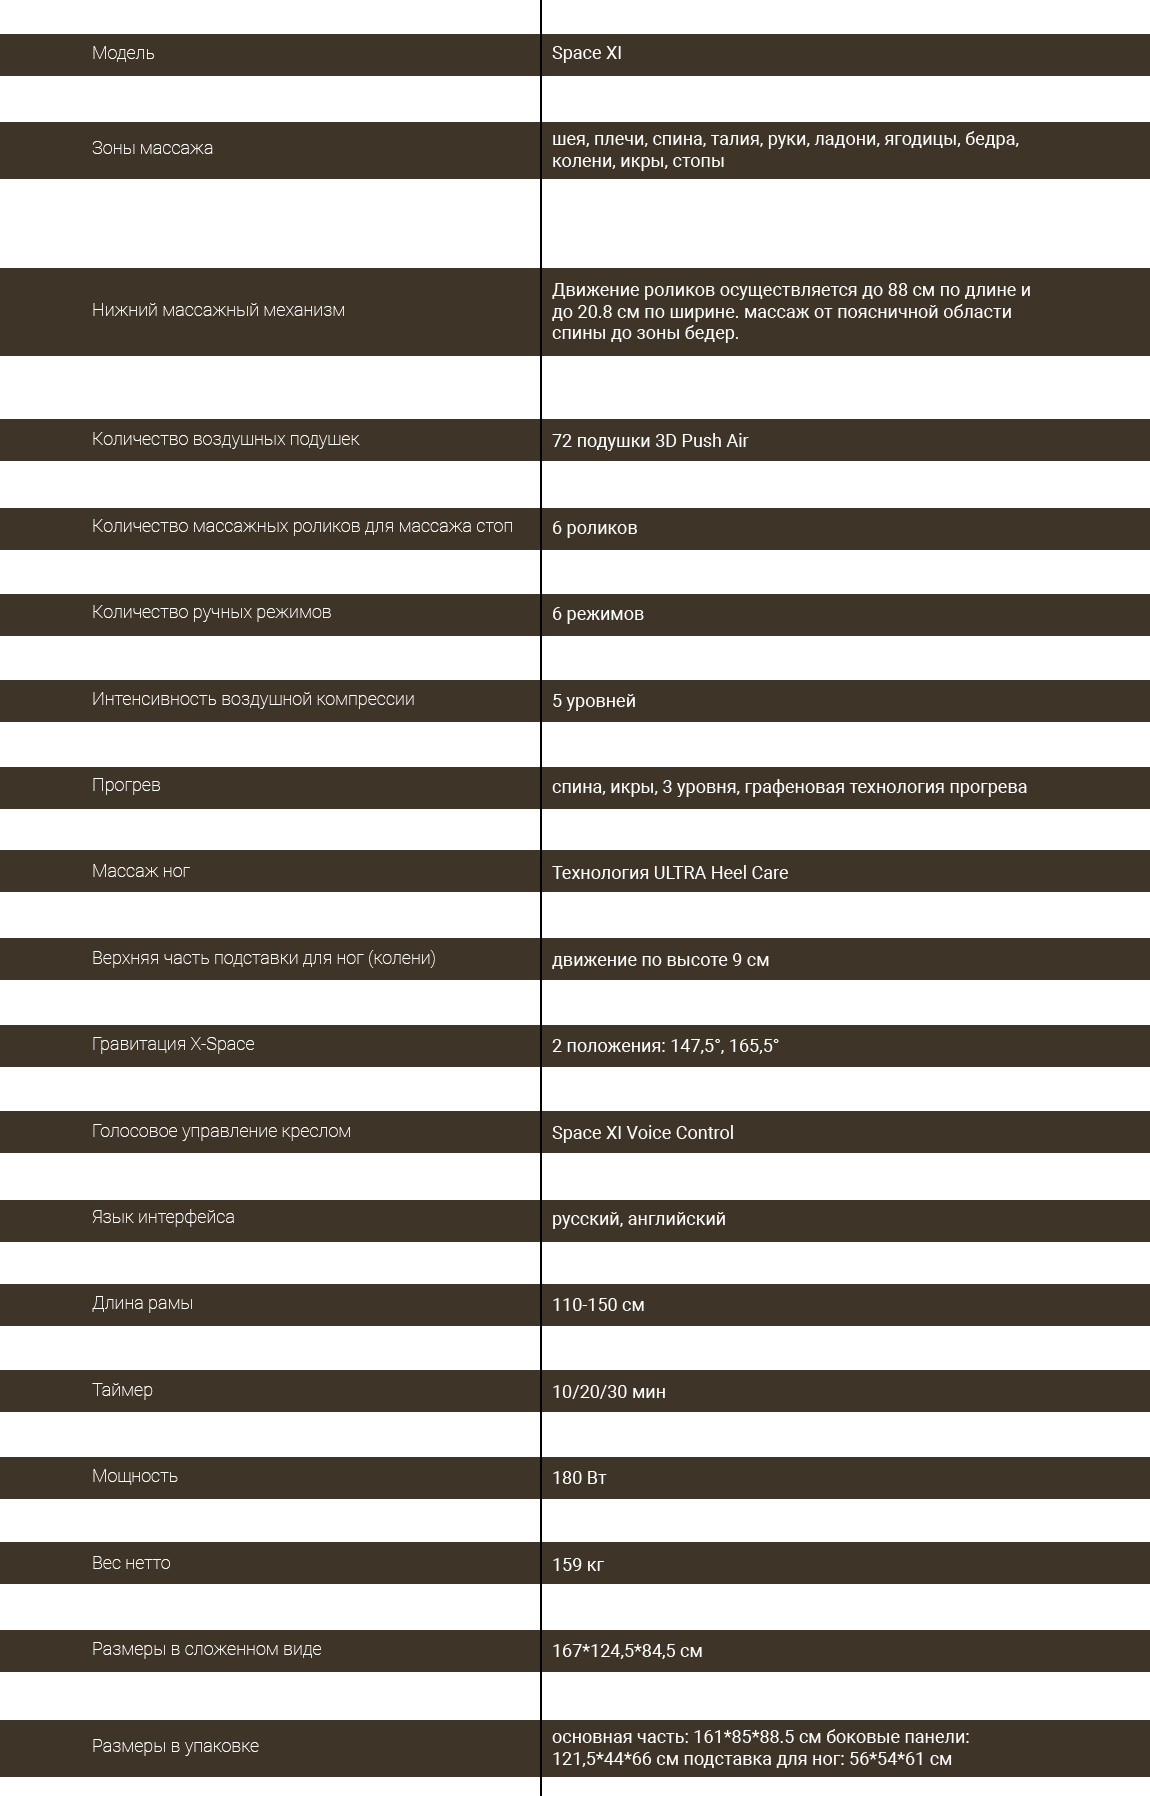 Модель
Space XI
Зоны массажа
шея, плечи, спина, талия, руки, ладони, ягодицы, бедра,
колени, икры, стопы
Нижний массажный механизм
Движение роликов осуществляется до 88 см по длине и
до 20.8 см по ширине. массаж от поясничной области
спины до зоны бедер.
Количество воздушных подушек
72 подушки 3D Push Air
Количество массажных роликов для массажа стоп
6 роликов
Количество ручных режимов
6 режимов
Интенсивность воздушной компрессии
5 уровней
Прогрев
спина, икры, 3 уровня, графеновая технология прогрева
Массаж ног
Технология ULTRA Heel Care
Верхняя часть подставки для ног (колени)
движение по высоте 9 см
Гравитация X-Space
2 положения: 147,5°, 165,5°
Голосовое управление креслом
Space XI Voice Control
Язык интерфейса
русский, английский
Длина рамы
110-150 см
Таймер
10/20/30 мин
Мощность
180 Вт
Вес нетто
159 кг
Размеры в сложенном виде
167*124,5*84,5 см
Размеры в упаковке
основная часть: 161*85*88.5 см боковые панели:
121,5*44*66 см подставка для ног: 56*54*61 см